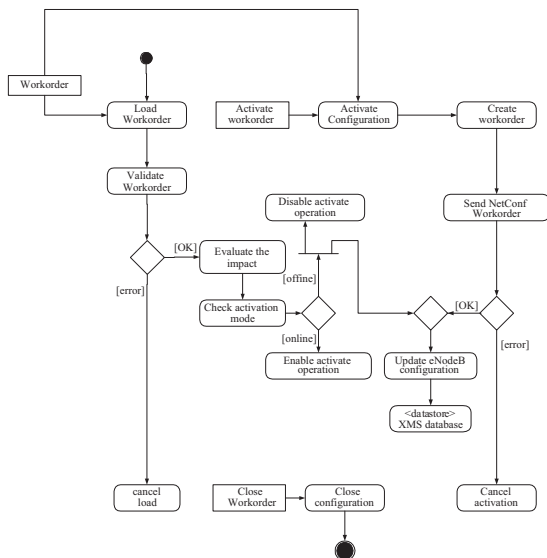 Workorder
Load
Workorder
Activate
workorder
Activate
Configuration
Create
workorder
Validate
Workorder
Disable activate
operation
Send NetConf
Workorder
[OK]
Evaluate the
impact
[error]
[offine]
Check activation
mode
[online]
[OK]
[error]
Enable activate
operation
Update eNodeB
configuration
<datastore>
XMS database
cancel
load
Close
Workorder
Close
configuration
Cancel
activation